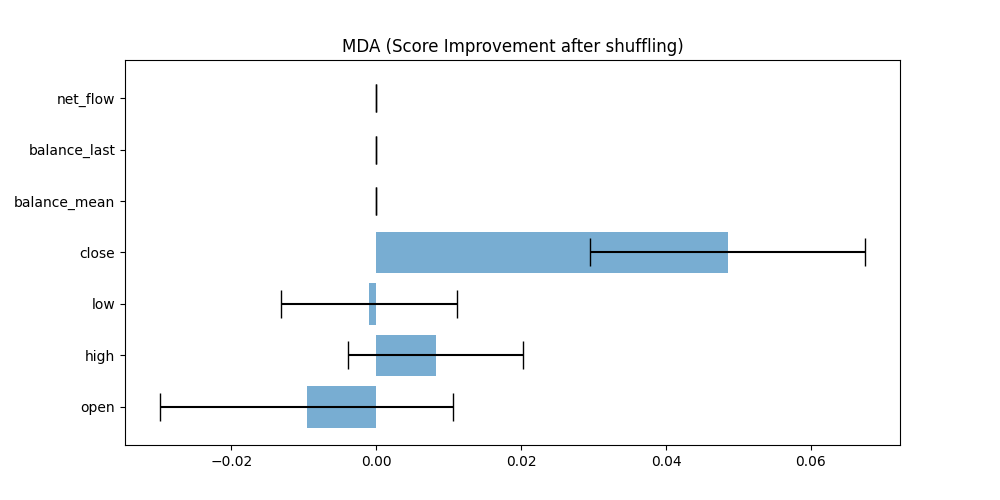 MDA (Score Improvement after shuffling)
net_flow
balance_last
balance_mean
close
low
high
open
−0.02 0.00 0.02 0.04 0.06